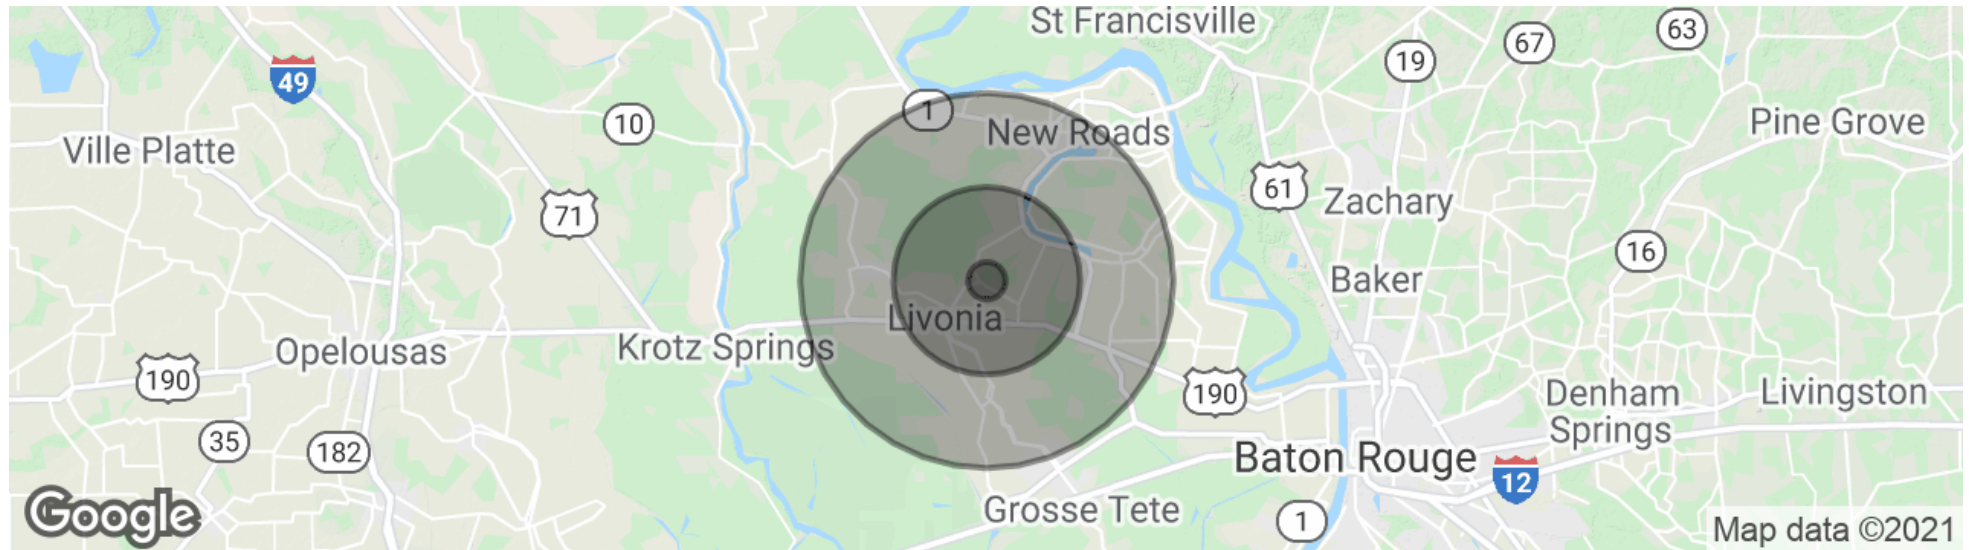 St Francisville
63
67
19
49
1
10
New Roads
Pine Grove
Ville Platte
61
71
Zachary
16
Baker
Livonia
Krotz Springs
Opelousas
190
190
Denham
Springs
Livingston
35
182
Baton Rouge
12
Grosse Tete
1
Google
Map data ©2021